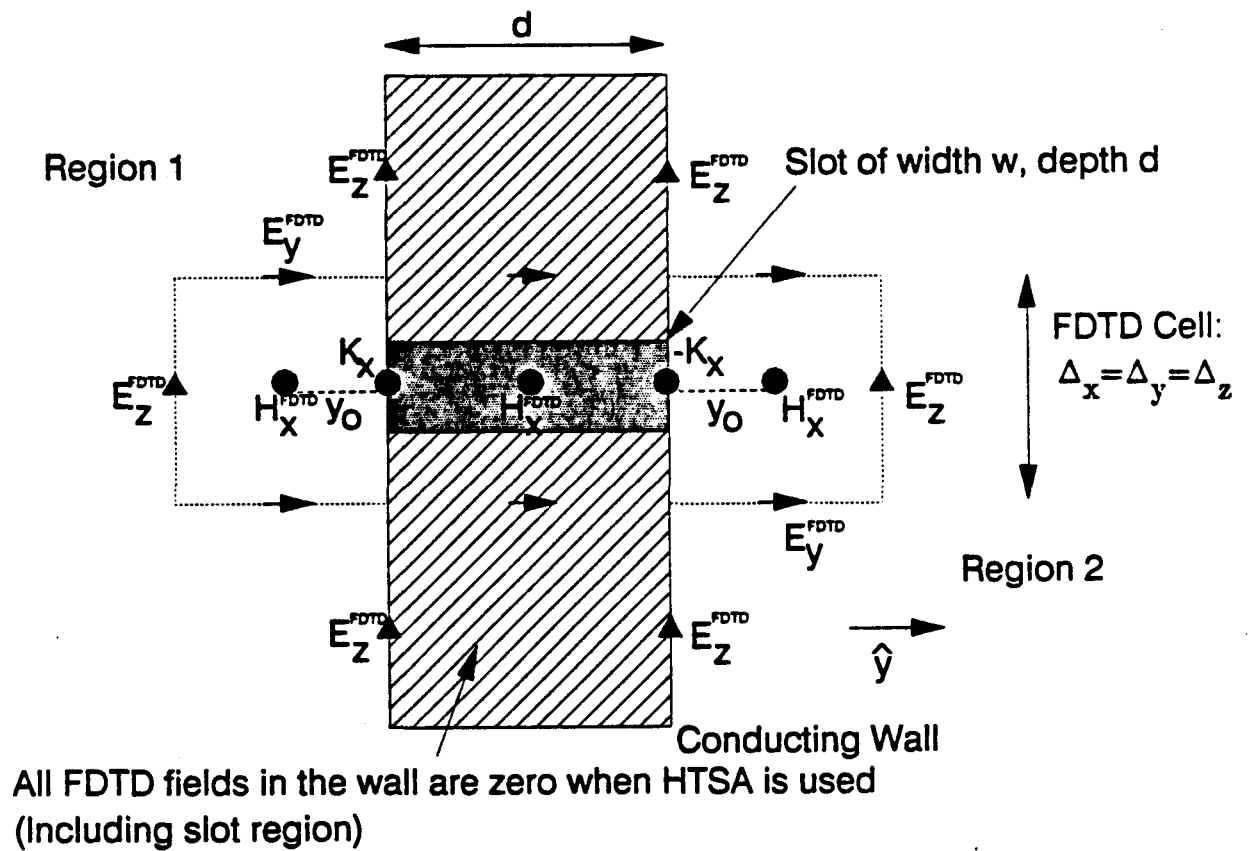 d
Region 1
E_z^FDTD
E_z^FDTD
Slot of width w, depth d
E_y^FDTD
FDTD Cell:
Δ_x=Δ_y=Δ_z
K_x
-K_x
E_z^FDTD
H_x^FDTD
y_o
H_x^FDTD
y_o
H_x^FDTD
E_z^FDTD
E_y^FDTD
Region 2
E_z^FDTD
E_z^FDTD
ŷ
Conducting Wall
All FDTD fields in the wall are zero when HTSA is used
(Including slot region)